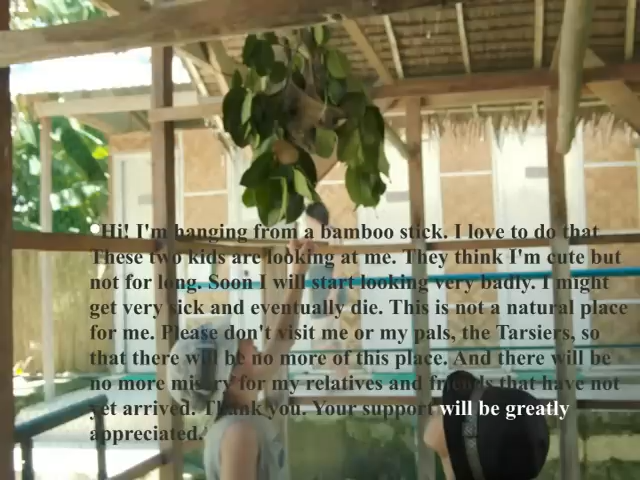 Hi! I'm hanging from a bamboo stick. I love to do that
These two kids are looking at me. They think I'm cute but
not for long. Soon I will start looking very badly. I might
get very sick and eventually die. This is not a natural place
for me. Please don't visit me or my pals, the Tarsiers, so
that there will be no more of this place. And there will be
no more misery for my relatives and friends that have not
yet arrived. Thank you. Your support will be greatly
appreciated.